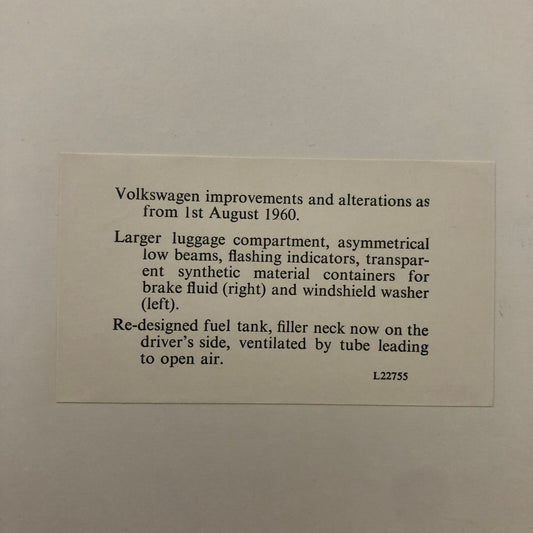 Volkswagen improvements and alterations as
from 1st August 1960.
Larger luggage compartment, asymmetrical
low beams, flashing indicators, transpar-
ent synthetic material containers for
brake fluid (right) and windshield washer
(left).
Re-designed fuel tank, filler neck now on the
driver's side, ventilated by tube leading
to open air.
L22755